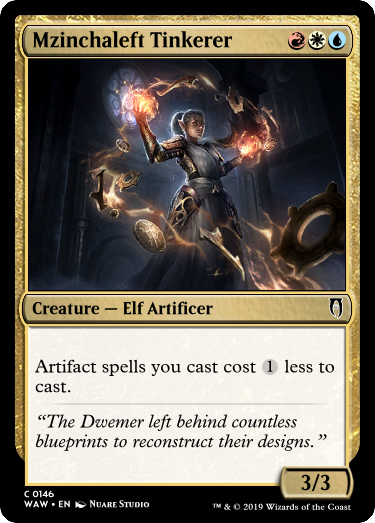 Mzinchaleft Tinkerer
Creature — Elf Artificer
Artifact spells you cast cost 1 less to
cast.
“The Dwemer left behind countless
blueprints to reconstruct their designs.”
3/3
C 0146
WAW • EN Nuare Studio
™ & © 2019 Wizards of the Coast